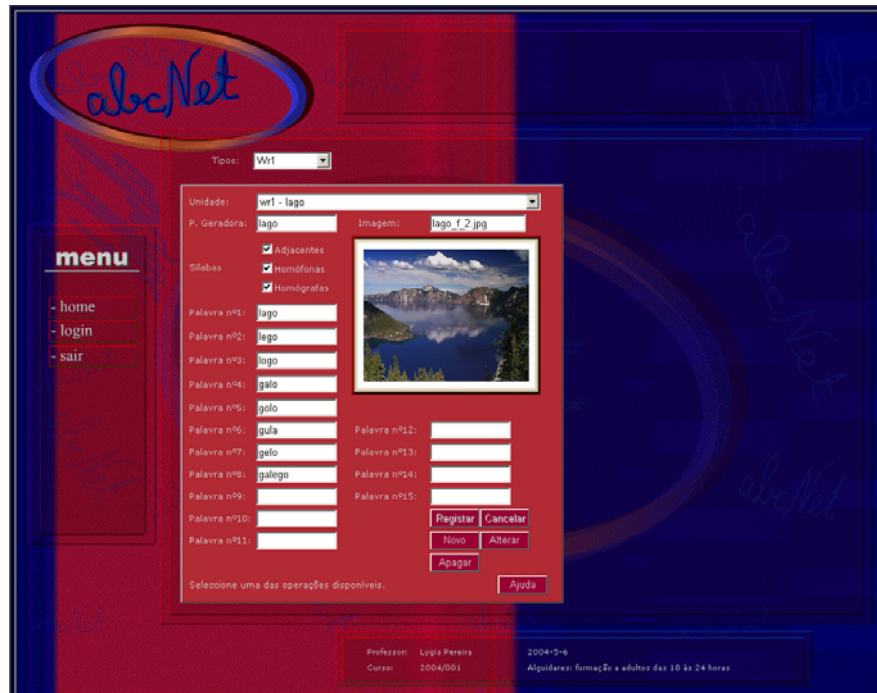 abcNet
Tipos: Wr1
Unidade: wr1 - lago
P. Geradora: lago Imagem: lago_f_2.jpg
Sílabas
Adjacentes
Homófonas
Homógrafas
menu
- home
- login
- sair
Palavra nº1: lago
Palavra nº2: lego
Palavra nº3: logo
Palavra nº4: galo
Palavra nº5: golo
Palavra nº6: gula Palavra nº12:
Palavra nº7: gelo Palavra nº13:
Palavra nº8: galego Palavra nº14:
Palavra nº9: Palavra nº15:
Palavra nº10: Registar Cancelar
Palavra nº11: Novo Alterar
Apagar
Seleccione uma das operações disponíveis. Ajuda
Professor: Lygia Pereira 2004-5-6
Curso: 2004/001 Alguidares: formação a adultos das 18 às 24 horas